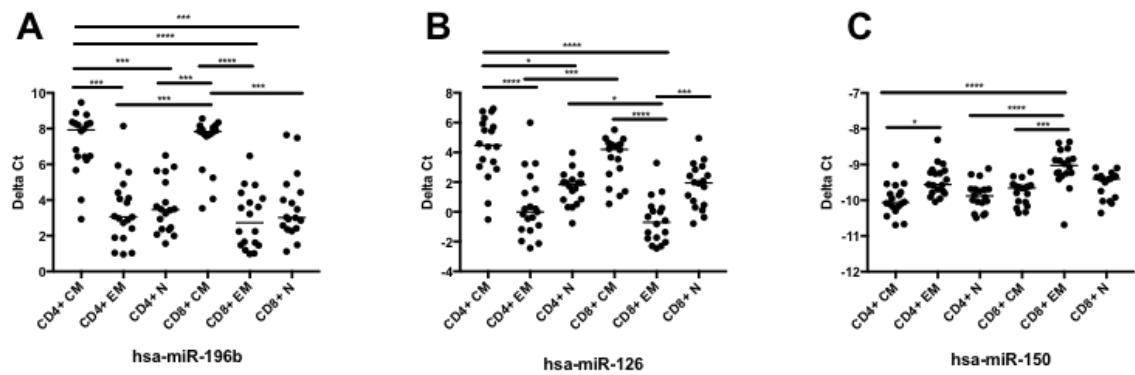 A
###
****
***
****
###
***
***
***
10
8
6
4
2
0
Delta Ct
CD4+ CM
CD4+ EM
CD4+ N
CD8+ CM
CD8+ EM
CD8+ N
hsa-miR-196b
B
****
*
****
***
*
***
****
8
6
4
2
0
-2
-4
Delta Ct
CD4+ CM
CD4+ EM
CD4+ N
CD8+ CM
CD8+ EM
CD8+ N
hsa-miR-126
C
****
*
****
***
-7
-8
-9
-10
-11
-12
Delta Ct
CD4+ CM
CD4+ EM
CD4+ N
CD8+ CM
CD8+ EM
CD8+ N
hsa-miR-150